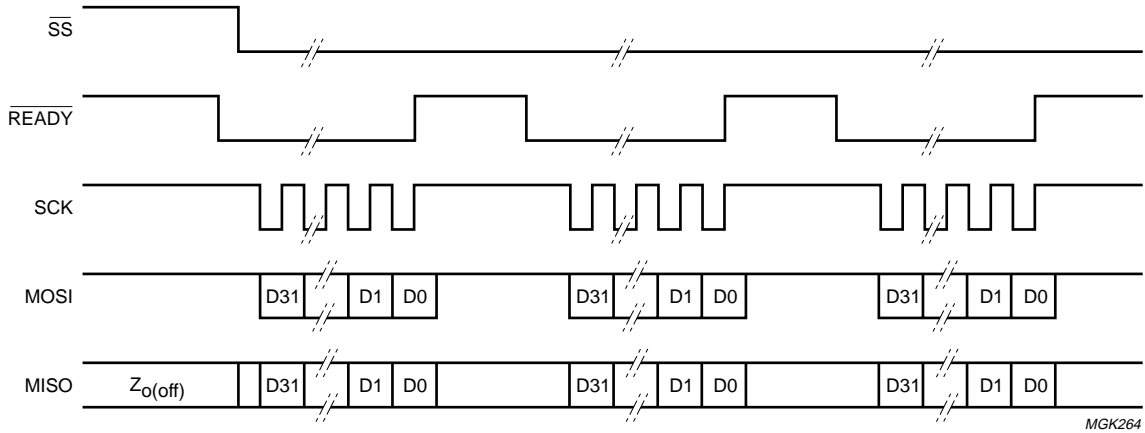 SS
READY
SCK
MOSI D31 D1 D0 D31 D1 D0 D31 D1 D0
MISO Zo(off) D31 D1 D0 D31 D1 D0 D31 D1 D0
MGK264